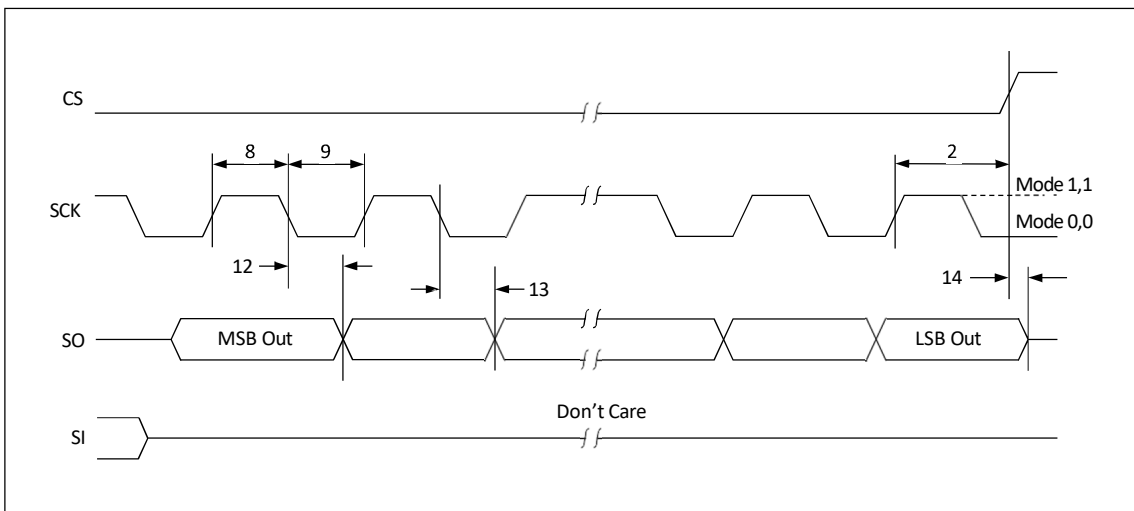 CS
8
9
2
SCK
Mode 1,1
Mode 0,0
12
13
14
SO
MSB Out
LSB Out
Don't Care
SI